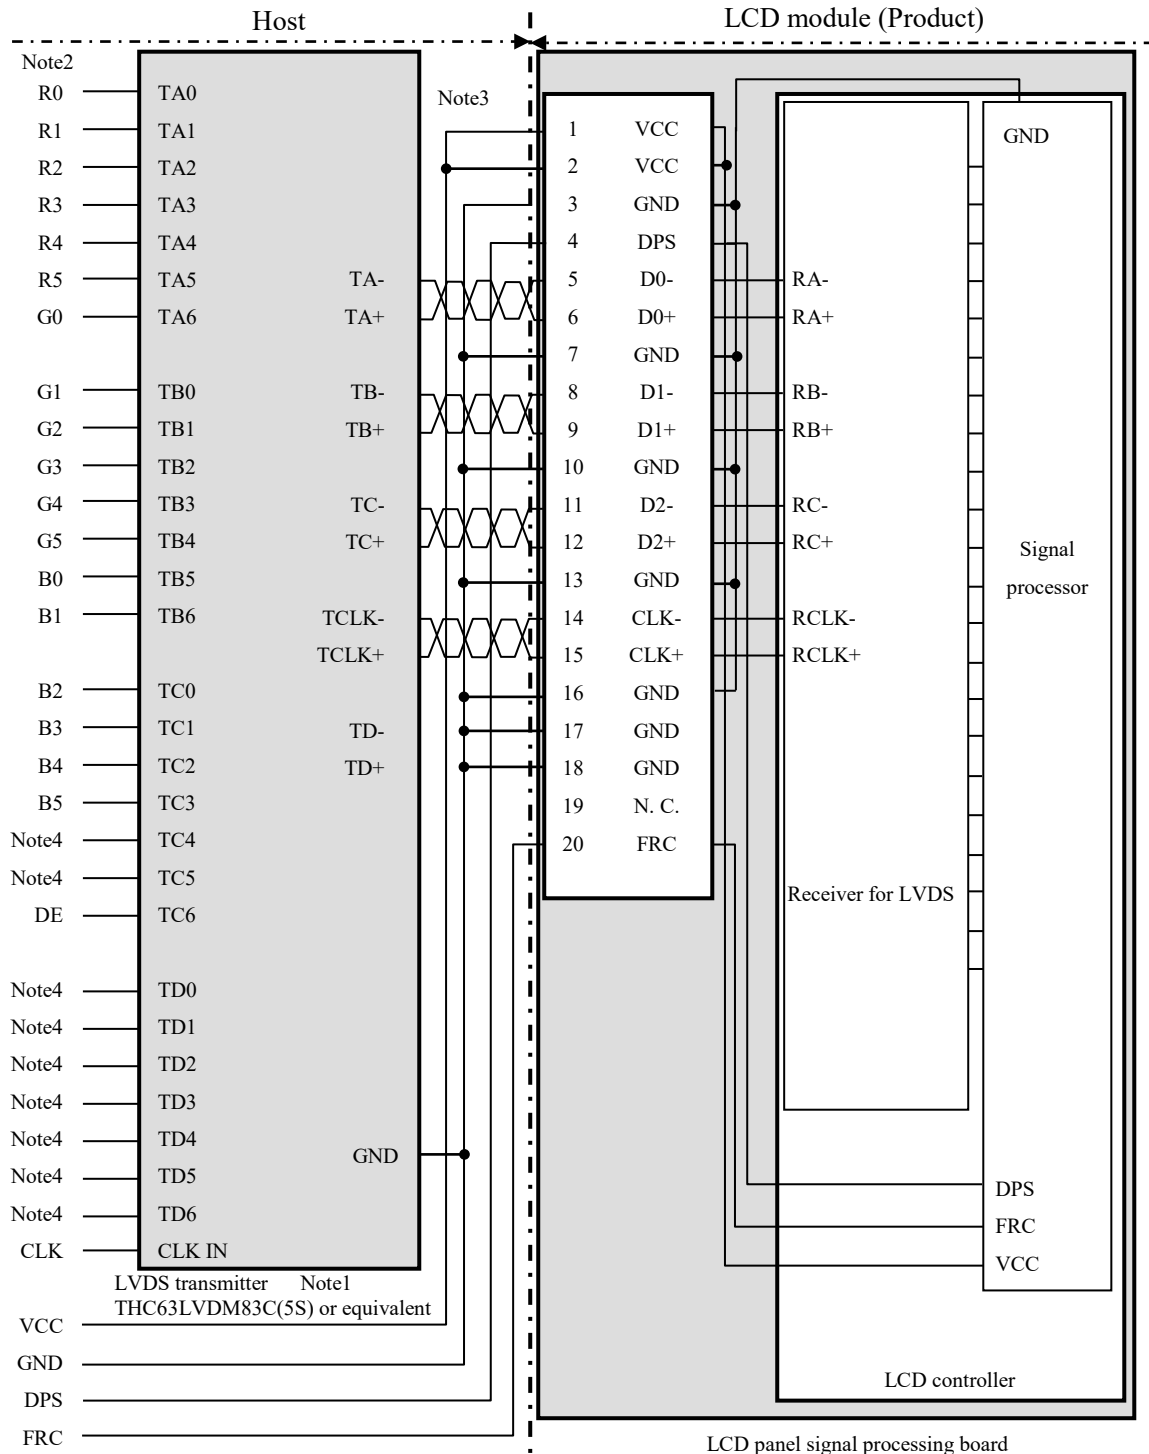 Host
LCD module (Product)
Note2
R0 TA0
R1 TA1
R2 TA2
R3 TA3
R4 TA4
R5 TA5 TA-
G0 TA6 TA+
G1 TB0 TB-
G2 TB1 TB+
G3 TB2
G4 TB3 TC-
G5 TB4 TC+
B0 TB5
B1 TB6 TCLK-
TCLK+
B2 TC0
B3 TC1 TD-
B4 TC2 TD+
B5 TC3
Note4 TC4
Note4 TC5
DE TC6
Note4 TD0
Note4 TD1
Note4 TD2
Note4 TD3
Note4 TD4 GND
Note4 TD5
Note4 TD6
CLK CLK IN
LVDS transmitter Note1
THC63LVDM83C(5S) or equivalent
VCC
GND
DPS
FRC
Note3
1 VCC
2 VCC
3 GND
4 DPS
5 D0- RA-
6 D0+ RA+
7 GND
8 D1- RB-
9 D1+ RB+
10 GND
11 D2- RC-
12 D2+ RC+
13 GND
14 CLK- RCLK-
15 CLK+ RCLK+
16 GND
17 GND
18 GND
19 N. C.
20 FRC
Receiver for LVDS
GND
Signal
processor
DPS
FRC
VCC
LCD controller
LCD panel signal processing board